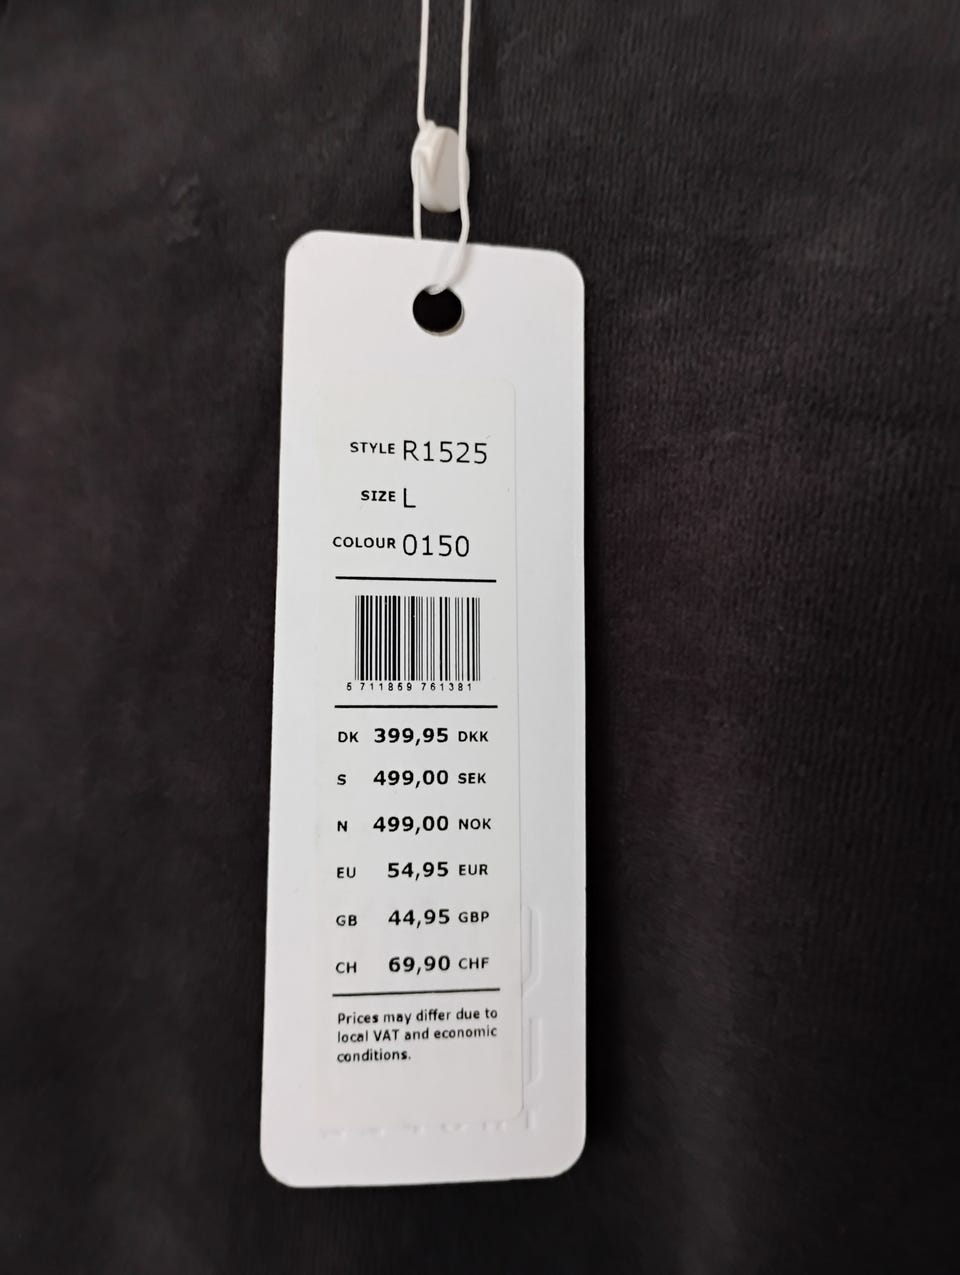 STYLE R1525
SIZE L
COLOUR 0150
5 711859 761381
DK 399,95 DKK
S 499,00 SEK
N 499,00 NOK
EU 54,95 EUR
GB 44,95 GBP
CH 69,90 CHF
Prices may differ due to
local VAT and economic
conditions.